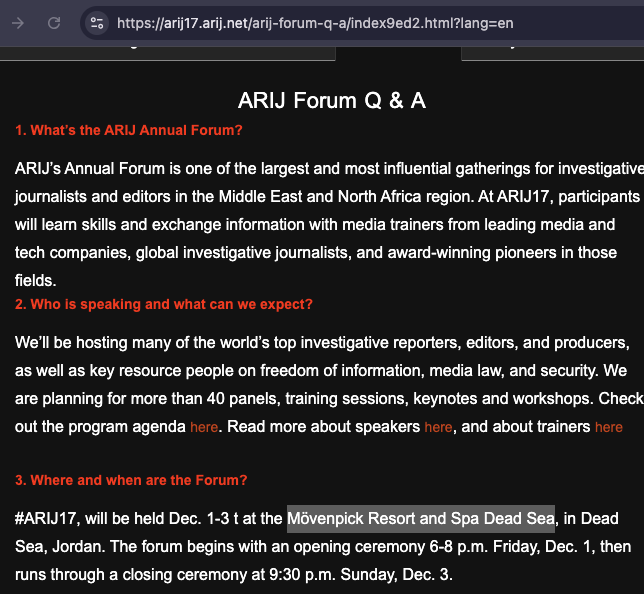 https://arij17.arij.net/arij-forum-q-a/index9ed2.html?lang=en
ARIJ Forum Q & A
1. What's the ARIJ Annual Forum?
ARIJ's Annual Forum is one of the largest and most influential gatherings for investigative
journalists and editors in the Middle East and North Africa region. At ARIJ17, participants
will learn skills and exchange information with media trainers from leading media and
tech companies, global investigative journalists, and award-winning pioneers in those
fields.
2. Who is speaking and what can we expect?
We'll be hosting many of the world's top investigative reporters, editors, and producers,
as well as key resource people on freedom of information, media law, and security. We
are planning for more than 40 panels, training sessions, keynotes and workshops. Check
out the program agenda here. Read more about speakers here, and about trainers here
3. Where and when are the Forum?
#ARIJ17, will be held Dec. 1-3 t at the Mövenpick Resort and Spa Dead Sea, in Dead
Sea, Jordan. The forum begins with an opening ceremony 6-8 p.m. Friday, Dec. 1, then
runs through a closing ceremony at 9:30 p.m. Sunday, Dec. 3.